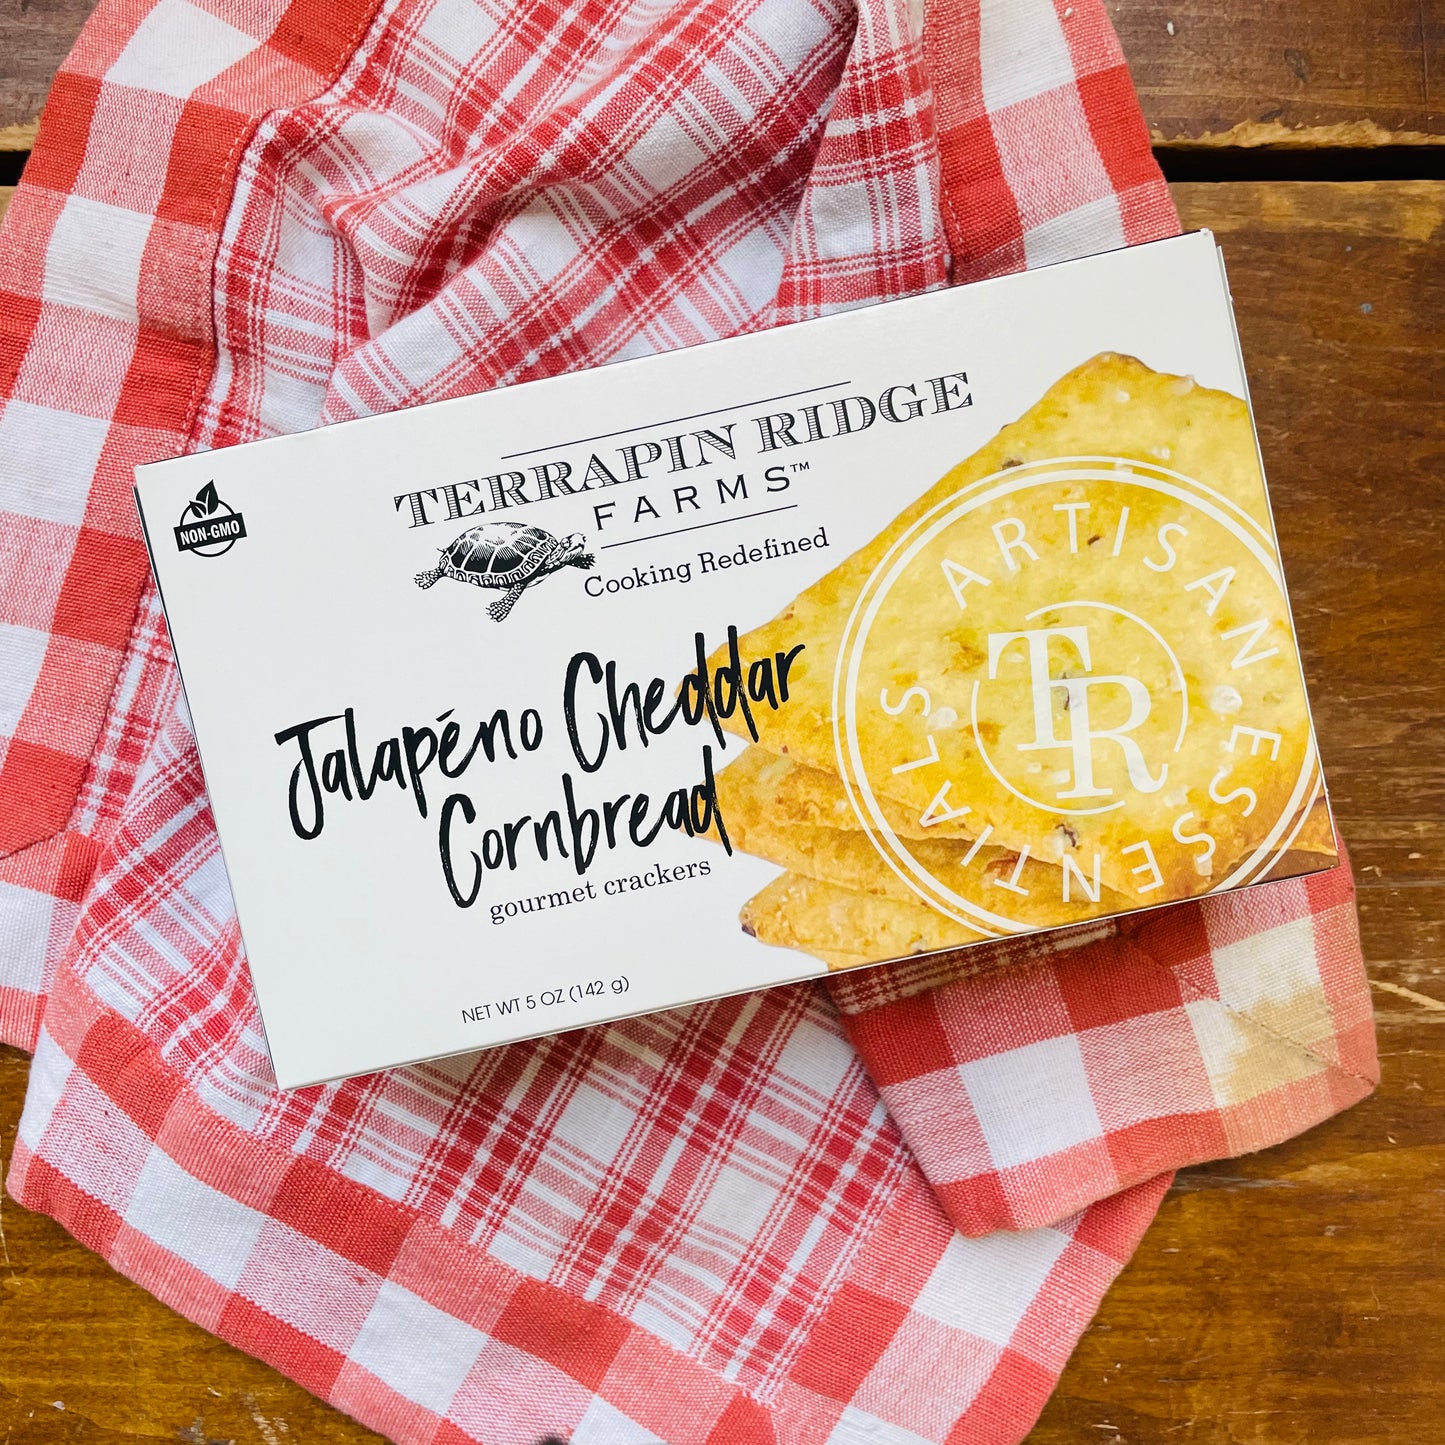 NON-GMO
TERRAPIN RIDGE
FARMS™
Cooking Redefined
Jalapéno Cheddar
Cornbread
gourmet crackers
NET WT 5 OZ (142 g)
ARTISAN ESSENTIALS
TR